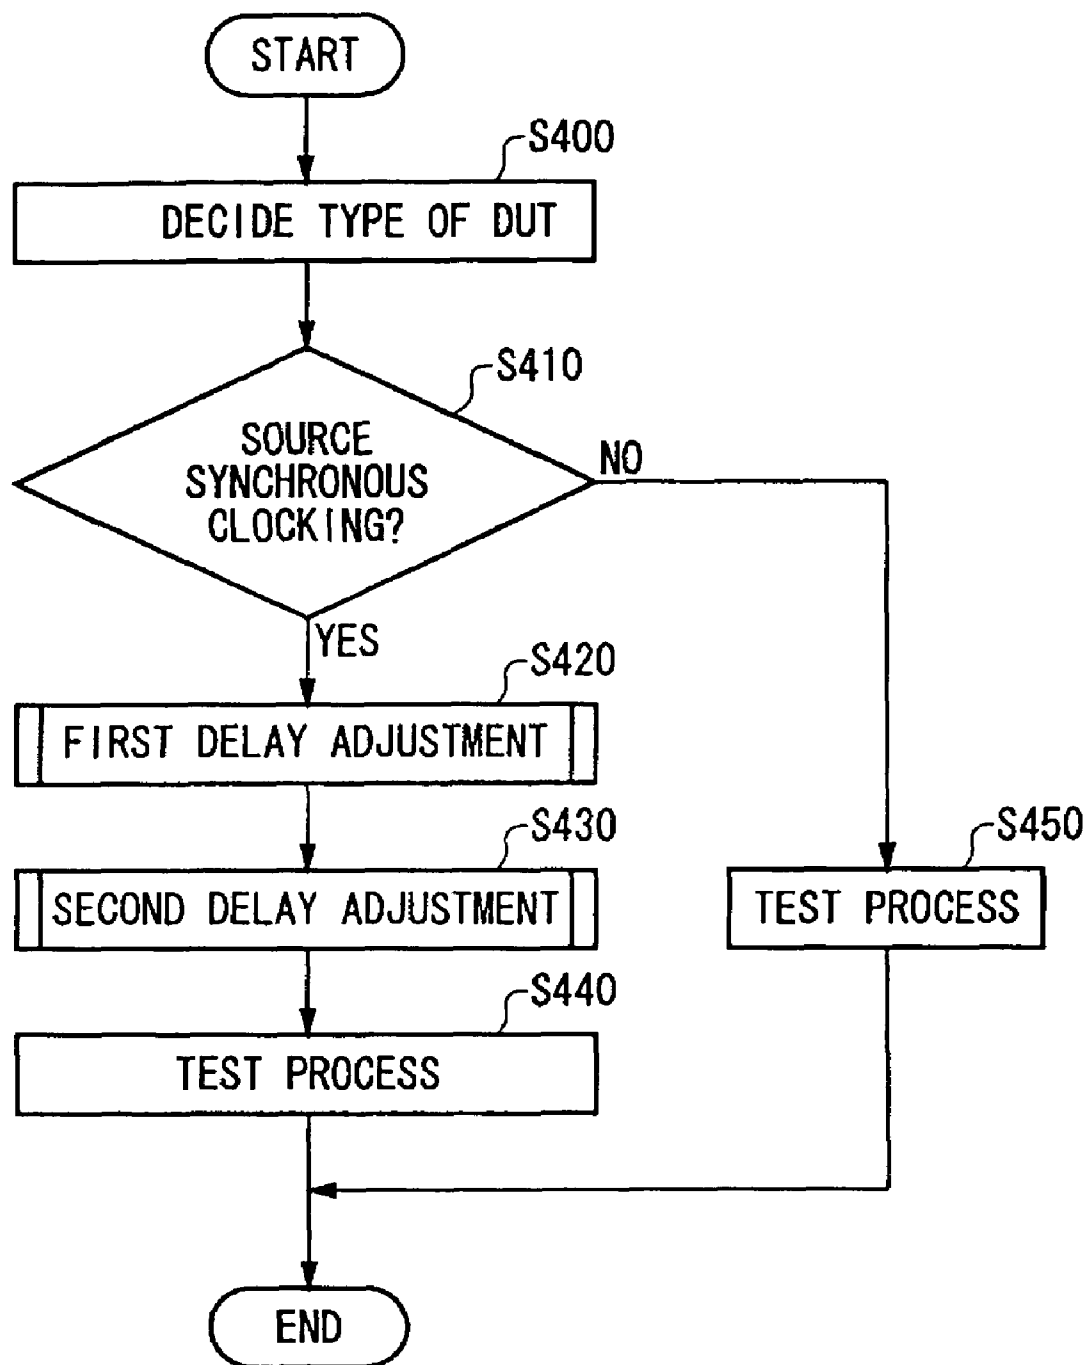 START
S400
DECIDE TYPE OF DUT
S410
SOURCE
SYNCHRONOUS
CLOCKING?
NO
YES
S420
FIRST DELAY ADJUSTMENT
S430
SECOND DELAY ADJUSTMENT
S450
TEST PROCESS
S440
TEST PROCESS
END